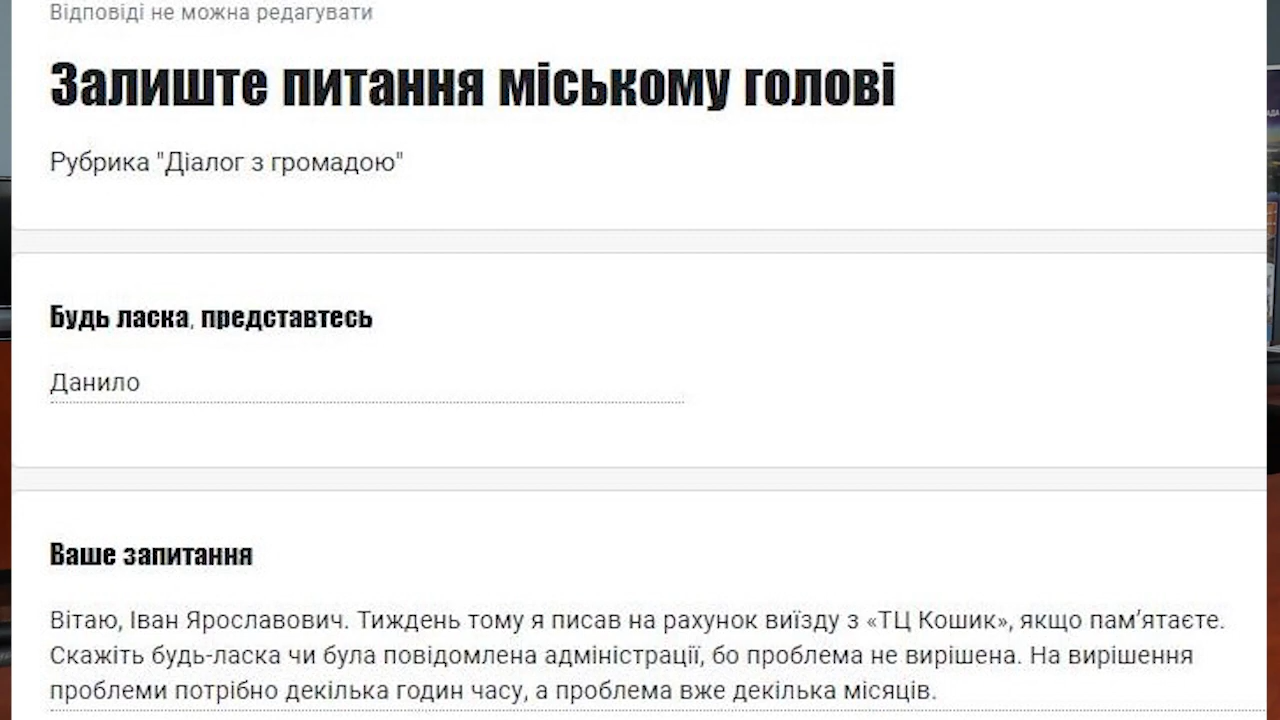 Відповіді не можна редагувати
Залиште питання міському голові
Рубрика "Діалог з громадою"
Будь ласка, представтесь
Данило
Ваше запитання
Вітаю, Іван Ярославович. Тиждень тому я писав на рахунок виїзду з «ТЦ Кошик», якщо пам’ятаєте.
Скажіть будь-ласка чи була повідомлена адміністрації, бо проблема не вирішена. На вирішення
проблеми потрібно декілька годин часу, а проблема вже декілька місяців.